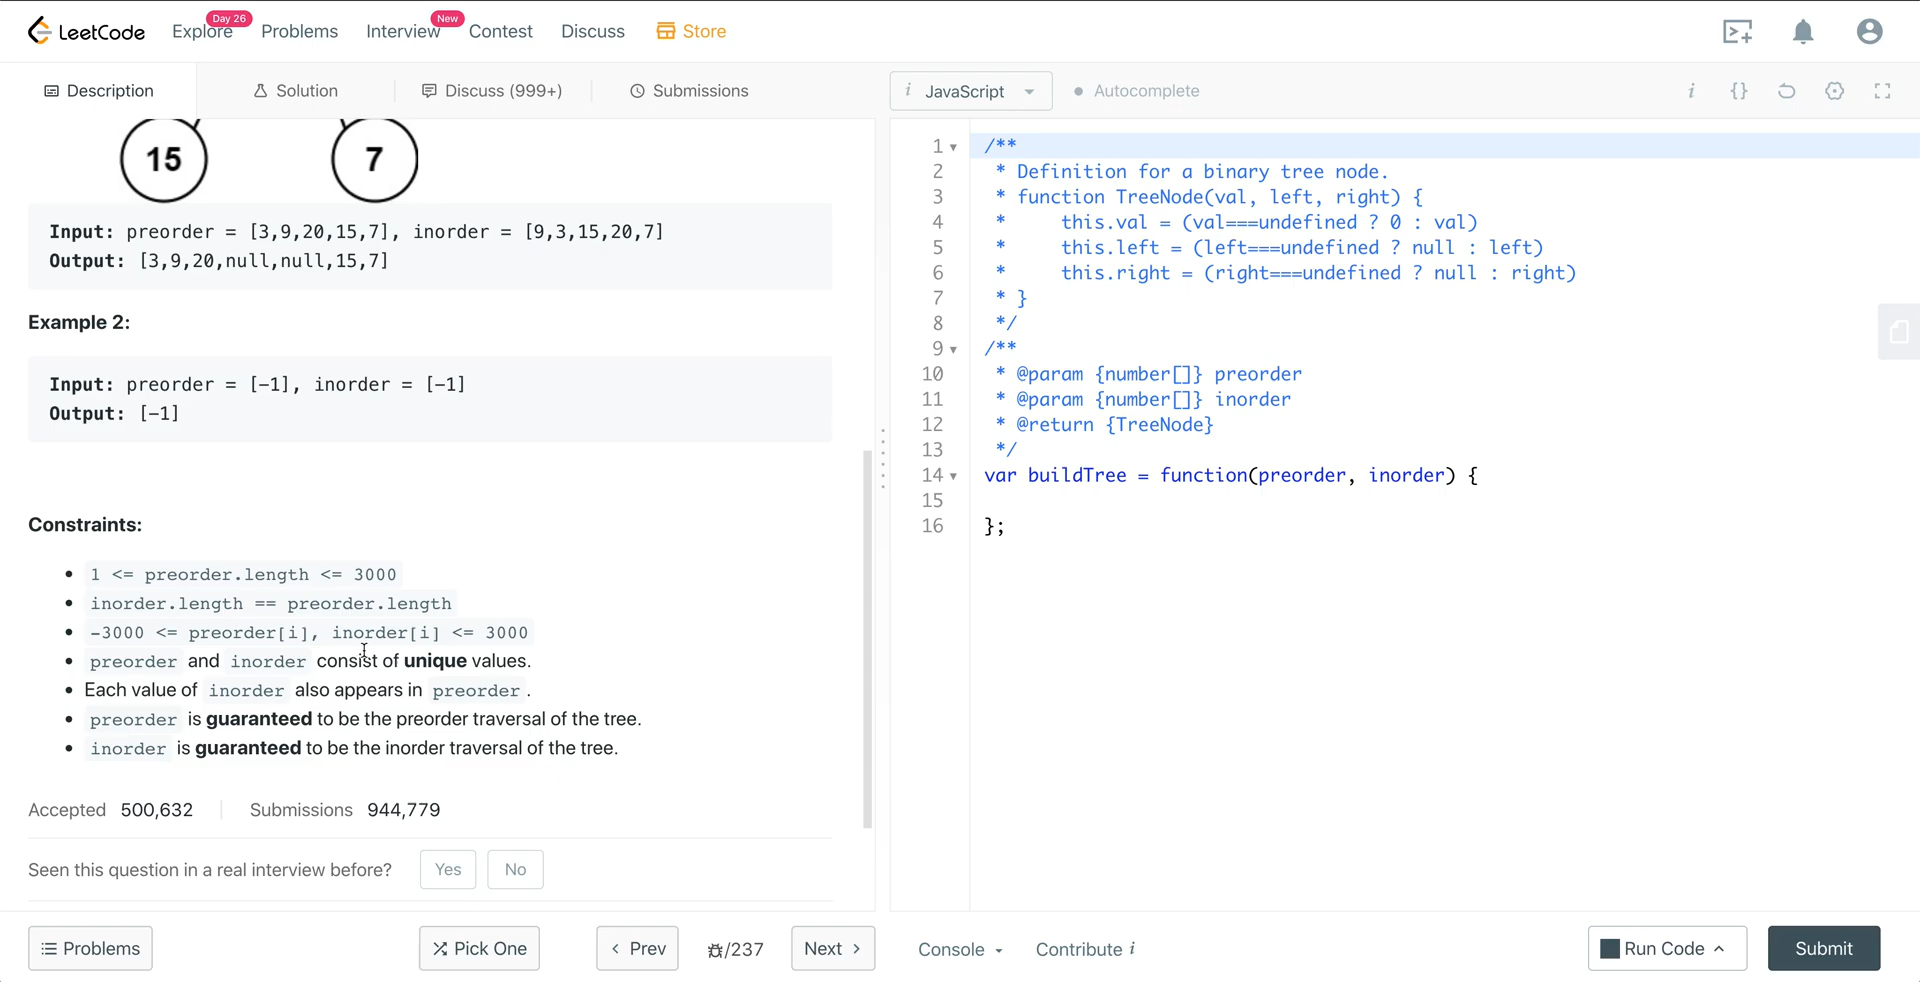 LeetCode
Explore
Day 26
Problems
Interview
New
Contest
Discuss
Store
Description
Solution
Discuss (999+)
Submissions
i JavaScript
Autocomplete
i {}
15
7
Input: preorder = [3,9,20,15,7], inorder = [9,3,15,20,7]
Output: [3,9,20,null,null,15,7]
Example 2:
Input: preorder = [-1], inorder = [-1]
Output: [-1]
Constraints:
• 1 <= preorder.length <= 3000
• inorder.length == preorder.length
• -3000 <= preorder[i], inorder[i] <= 3000
• preorder and inorder consist of unique values.
• Each value of inorder also appears in preorder .
• preorder is guaranteed to be the preorder traversal of the tree.
• inorder is guaranteed to be the inorder traversal of the tree.
Accepted 500,632 | Submissions 944,779
Seen this question in a real interview before? Yes No
1 /**
2  * Definition for a binary tree node.
3  * function TreeNode(val, left, right) {
4  *     this.val = (val===undefined ? 0 : val)
5  *     this.left = (left===undefined ? null : left)
6  *     this.right = (right===undefined ? null : right)
7  * }
8  */
9 /**
10  * @param {number[]} preorder
11  * @param {number[]} inorder
12  * @return {TreeNode}
13  */
14 var buildTree = function(preorder, inorder) {
15
16 };
Problems
Pick One
‹ Prev
/237
Next ›
Console
Contribute i
Run Code
Submit